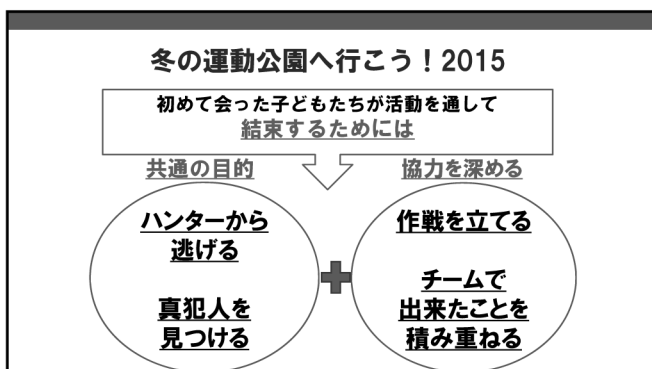 冬の運動公園へ行こう！2015
初めて会った子どもたちが活動を通して
結束するためには
共通の目的
ハンターから
逃げる
真犯人を
見つける
協力を深める
作戦を立てる
チームで
出来たことを
積み重ねる